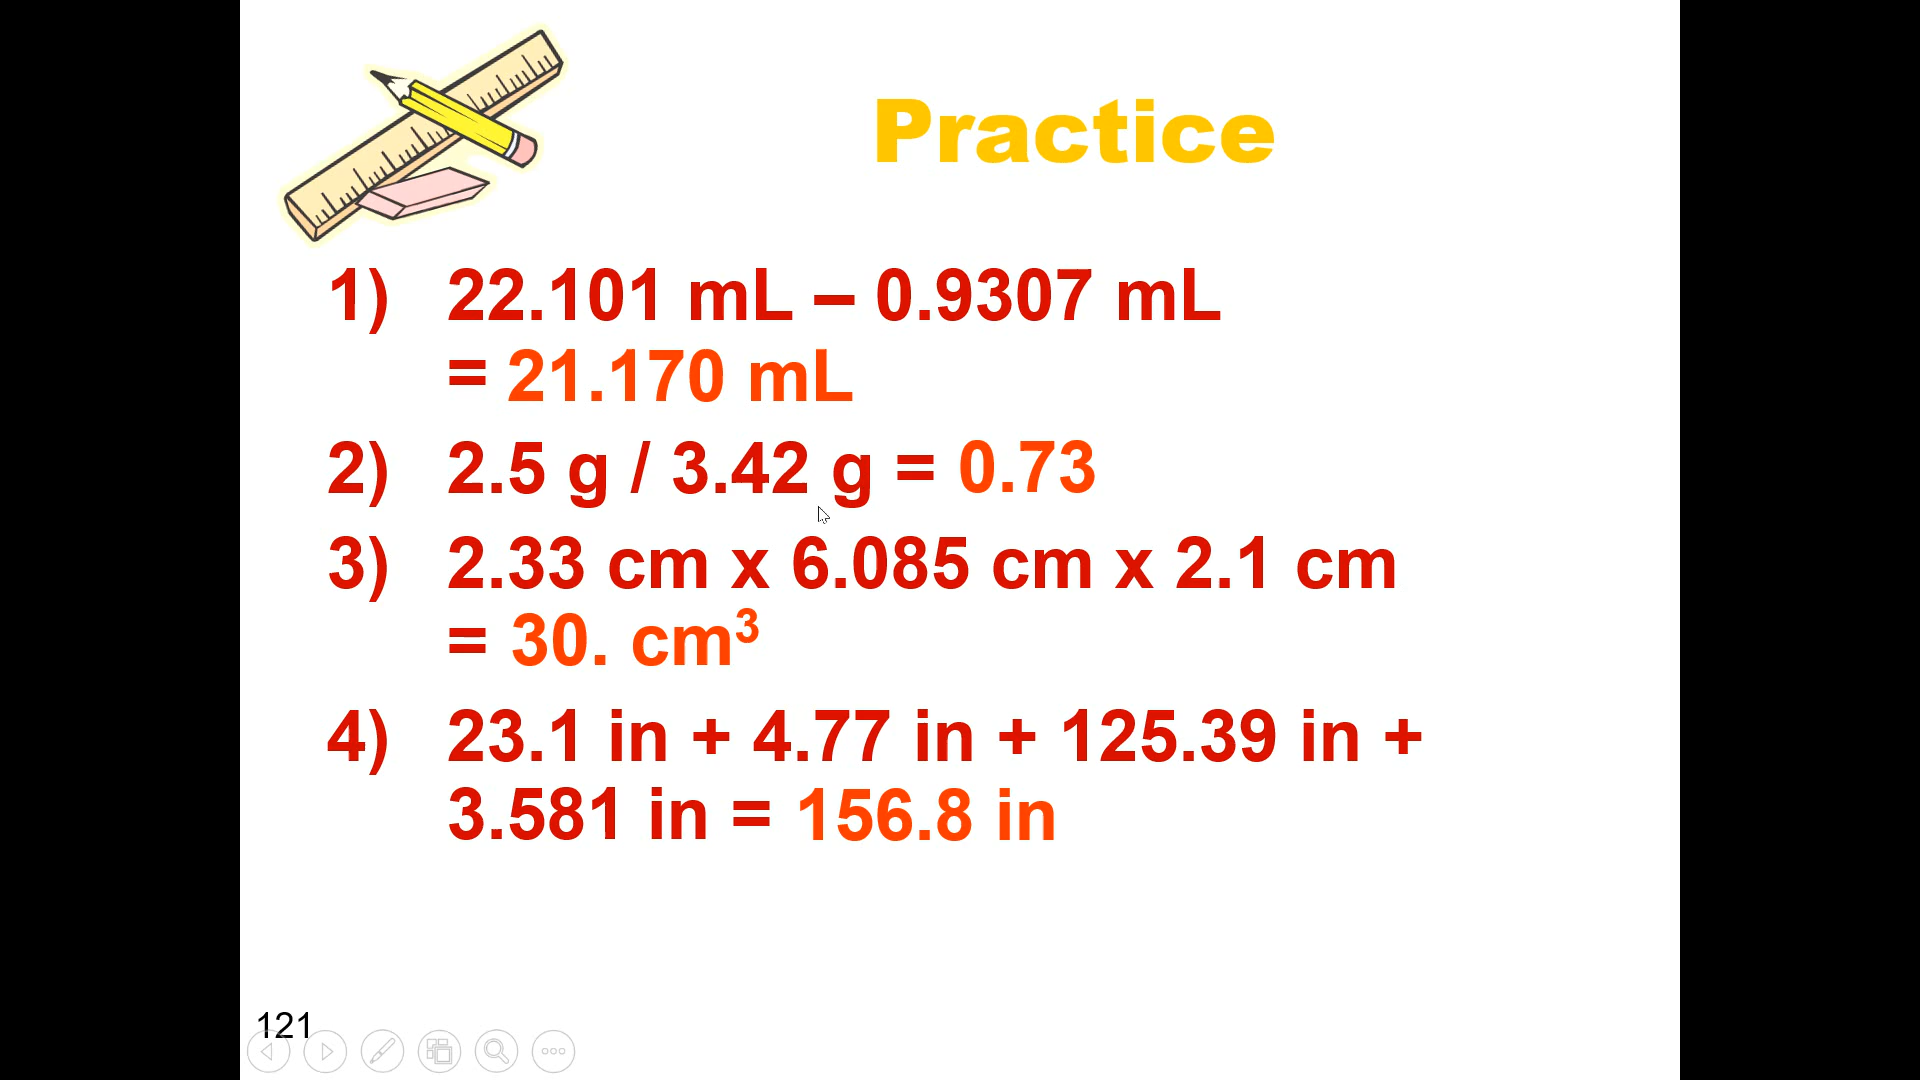 Practice
1) 22.101 mL – 0.9307 mL
= 21.170 mL
2) 2.5 g / 3.42 g = 0.73
3) 2.33 cm x 6.085 cm x 2.1 cm
= 30. cm³
4) 23.1 in + 4.77 in + 125.39 in +
3.581 in = 156.8 in
121